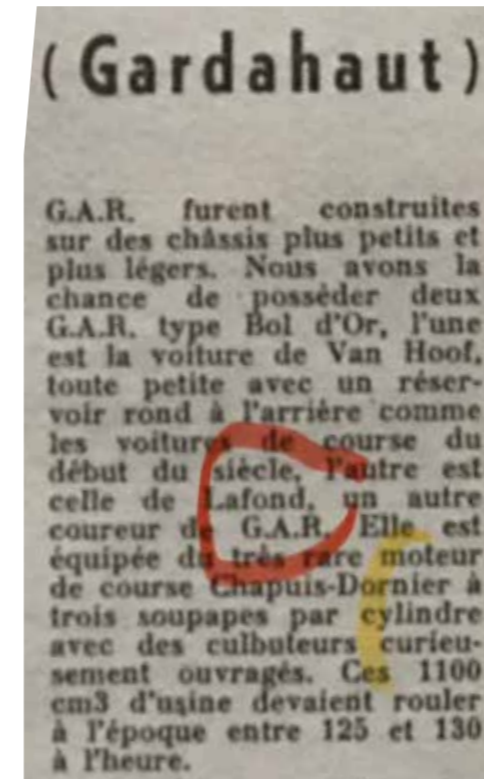 ( Gardahaut )
G.A.R. furent construites
sur des châssis plus petits et
plus légers. Nous avons la
chance de posséder deux
G.A.R. type Bol d'Or, l'une
est la voiture de Van Hoof,
toute petite avec un réser-
voir rond à l'arrière comme
les voitures de course du
début du siècle, l'autre est
celle de Lafond, un autre
coureur de G.A.R. Elle est
équipée du très rare moteur
de course Chapuis-Dornier à
trois soupapes par cylindre
avec des culbuteurs curieu-
sement ouvragés. Ces 1100
cm3 d'usine devaient rouler
à l'époque entre 125 et 130
à l'heure.